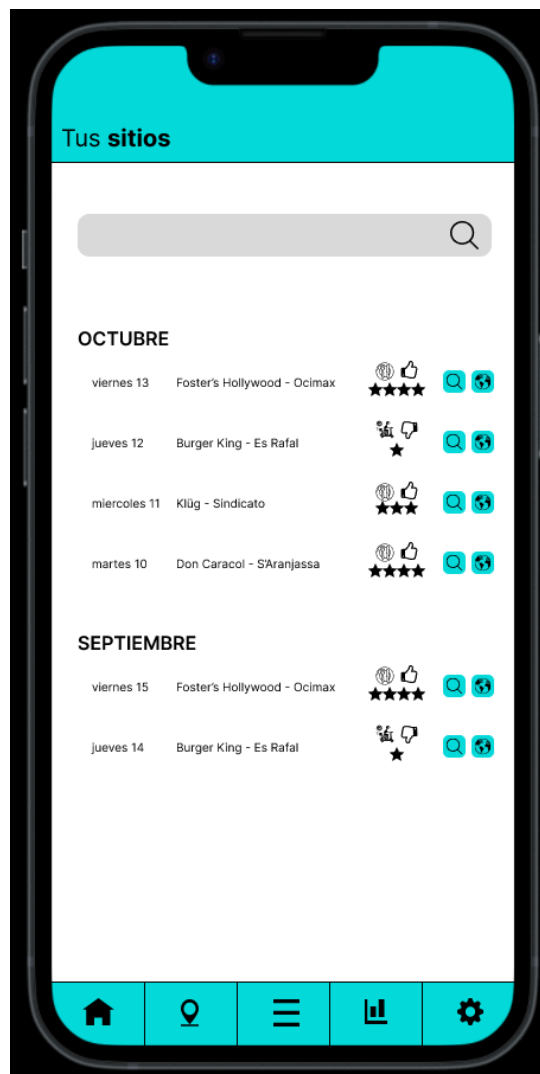 Tus sitios
OCTUBRE
viernes 13 Foster's Hollywood - Ocimax
jueves 12 Burger King - Es Rafal
miercoles 11 Klüg - Sindicato
martes 10 Don Caracol - S'Aranjassa
SEPTIEMBRE
viernes 15 Foster's Hollywood - Ocimax
jueves 14 Burger King - Es Rafal